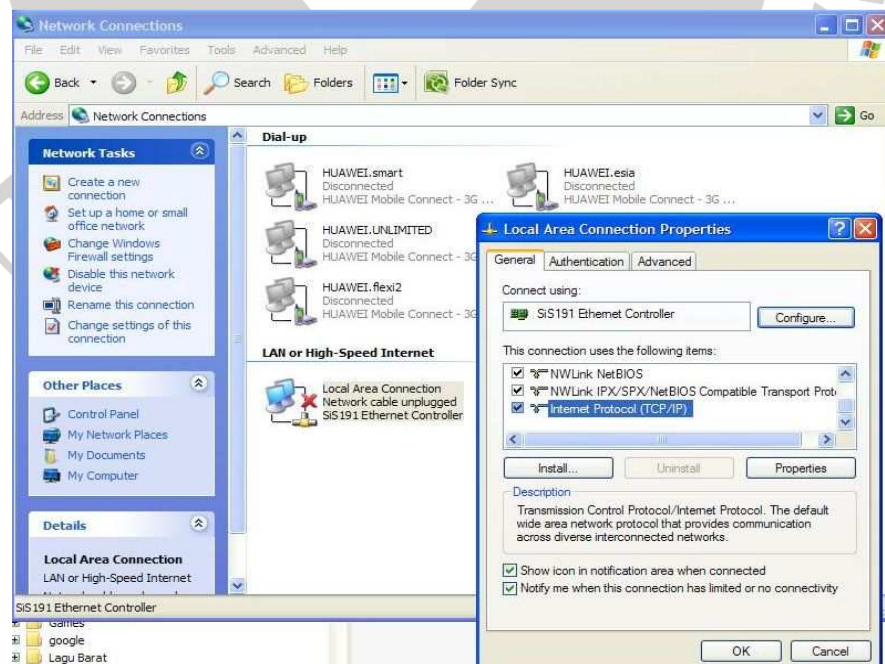 Network Connections
File Edit View Favorites Tools Advanced Help
Back Search Folders Folder Sync
Address Network Connections Go
Network Tasks
Create a new
connection
Set up a home or small
office network
Change Windows
Firewall settings
Disable this network
device
Rename this connection
Change settings of this
connection
Other Places
Control Panel
My Network Places
My Documents
My Computer
Details
Local Area Connection
LAN or High-Speed Internet
SiS191 Ethernet Controller
Games
google
Lagu Barat
Dial-up
HUAWEI.smart
Disconnected
HUAWEI Mobile Connect - 3G ...
HUAWEI.esia
Disconnected
HUAWEI Mobile Connect - 3G ...
HUAWEI.UNLIMITED
Disconnected
HUAWEI Mobile Connect - 3G
HUAWEI.flexi2
Disconnected
HUAWEI Mobile Connect - 3G
LAN or High-Speed Internet
Local Area Connection
Network cable unplugged
SiS191 Ethernet Controller
Local Area Connection Properties
General Authentication Advanced
Connect using:
SiS191 Ethernet Controller
Configure...
This connection uses the following items:
NWLink NetBIOS
NWLink IPX/SPX/NetBIOS Compatible Transport Proto
Internet Protocol (TCP/IP)
Install... Uninstall Properties
Description
Transmission Control Protocol/Internet Protocol. The default
wide area network protocol that provides communication
across diverse interconnected networks.
Show icon in notification area when connected
Notify me when this connection has limited or no connectivity
OK Cancel